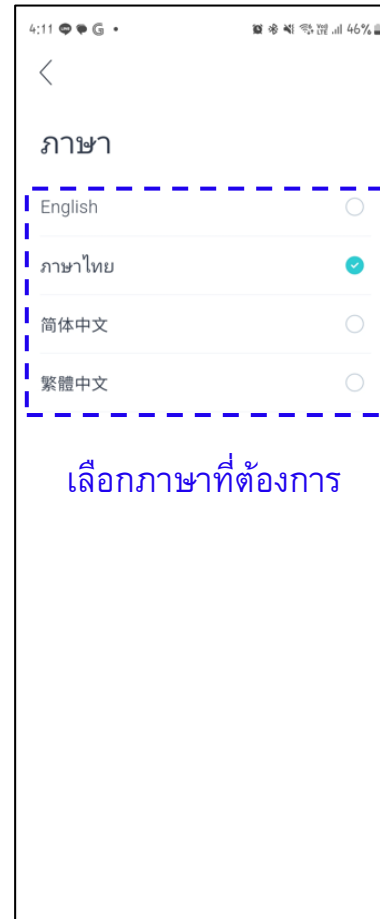 4:11 G • 46%
ภาษา
English
ภาษาไทย
简体中文
繁體中文
เลือกภาษาที่ต้องการ